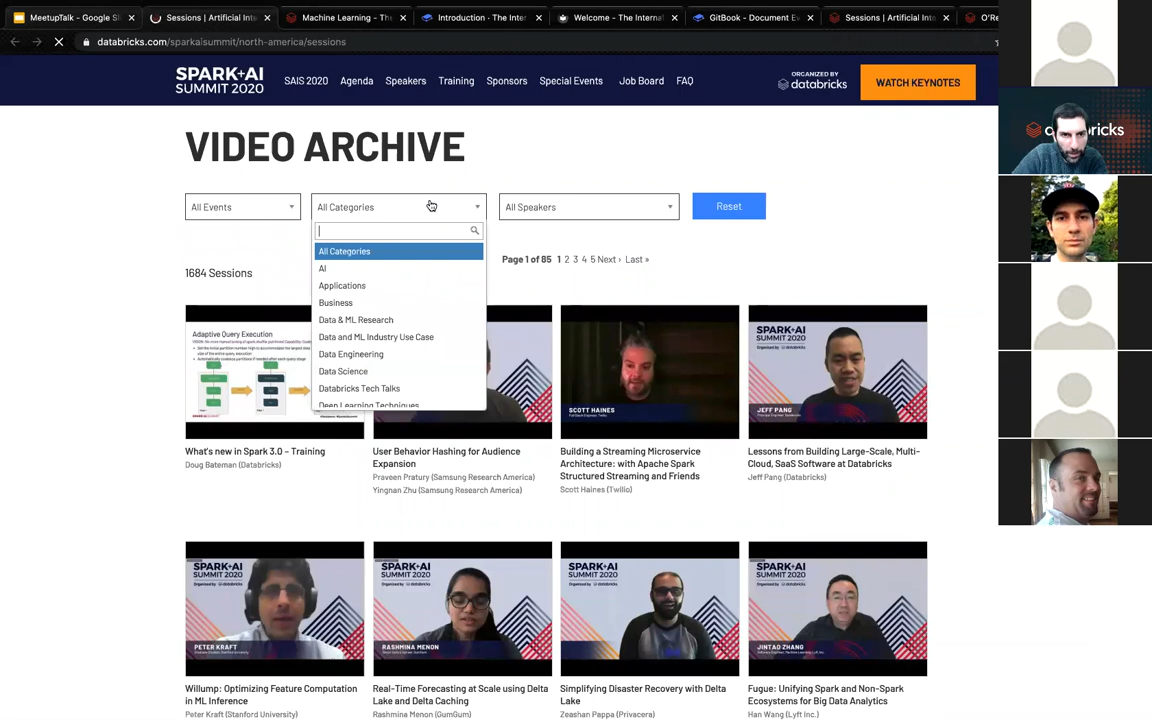 MeetupTalk - Google Sli
Sessions | Artificial Inte
Machine Learning – The
Introduction · The Inter
Welcome - The Internat
GitBook - Document Ev
Sessions | Artificial Inte
O'Re
databricks.com/sparkaisummit/north-america/sessions
SPARK+AI
SUMMIT 2020
SAIS 2020
Agenda
Speakers
Training
Sponsors
Special Events
Job Board
FAQ
ORGANIZED BY
databricks
WATCH KEYNOTES
VIDEO ARCHIVE
All Events
All Categories
All Speakers
Reset
All Categories
AI
Applications
Business
Data & ML Research
Data and ML Industry Use Case
Data Engineering
Data Science
Databricks Tech Talks
Deep Learning Techniques
1684 Sessions
Page 1 of 85 1 2 3 4 5 Next › Last »
Adaptive Query Execution
SCOTT HAINES
SPARK+AI
SUMMIT 2020
JEFF PANG
What's new in Spark 3.0 – Training
Doug Bateman (Databricks)
User Behavior Hashing for Audience
Expansion
Praveen Pratury (Samsung Research America)
Yingnan Zhu (Samsung Research America)
Building a Streaming Microservice
Architecture: with Apache Spark
Structured Streaming and Friends
Scott Haines (Twilio)
Lessons from Building Large-Scale, Multi-
Cloud, SaaS Software at Databricks
Jeff Pang (Databricks)
SPARK+AI
SUMMIT 2020
PETER KRAFT
SPARK+AI
SUMMIT 2020
RASHMINA MENON
SPARK+AI
SUMMIT 2020
SPARK+AI
SUMMIT 2020
JINTAO ZHANG
Willump: Optimizing Feature Computation
in ML Inference
Peter Kraft (Stanford University)
Real-Time Forecasting at Scale using Delta
Lake and Delta Caching
Rashmina Menon (GumGum)
Simplifying Disaster Recovery with Delta
Lake
Zeashan Pappa (Privacera)
Fugue: Unifying Spark and Non-Spark
Ecosystems for Big Data Analytics
Han Wang (Lyft Inc.)